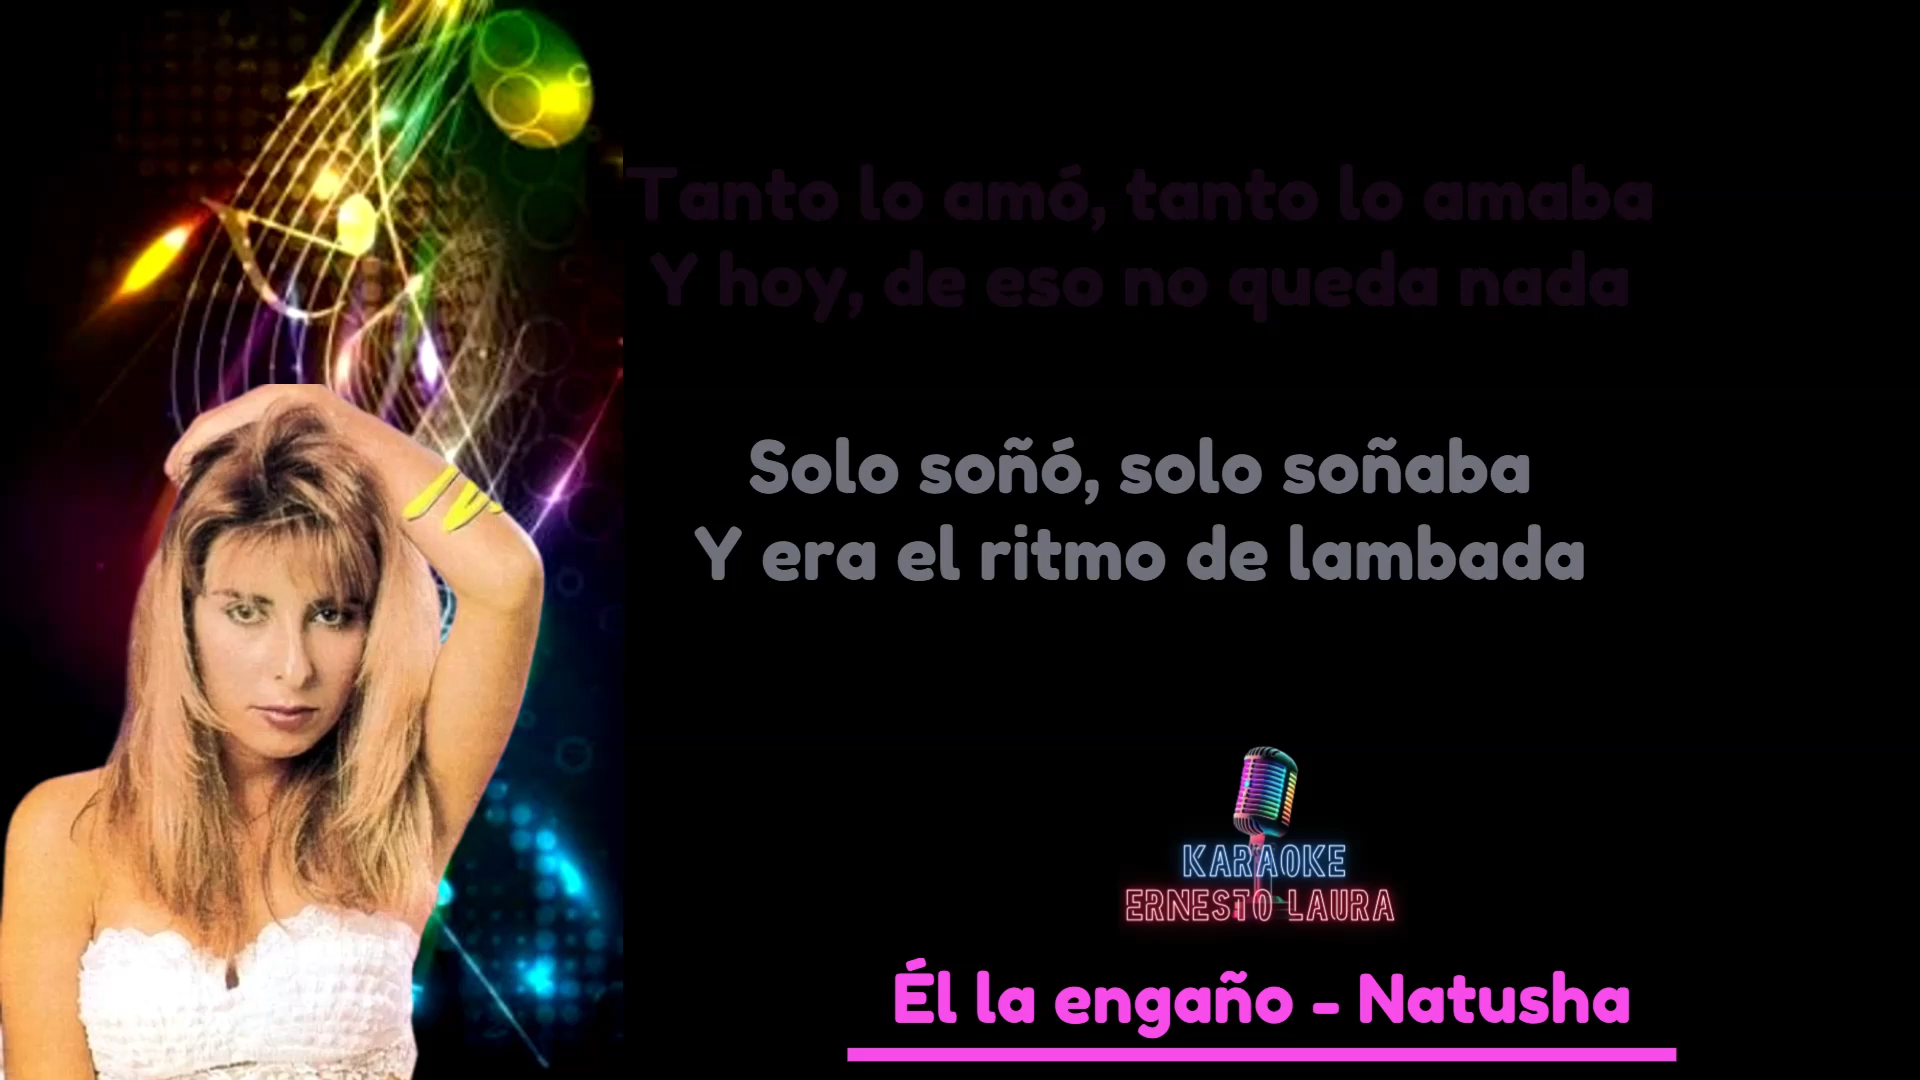 Tanto lo amó, tanto lo amaba
Y hoy, de eso no queda nada
Solo soñó, solo soñaba
Y era el ritmo de lambada
KARAOKE
ERNESTO LAURA
Él la engaño - Natusha